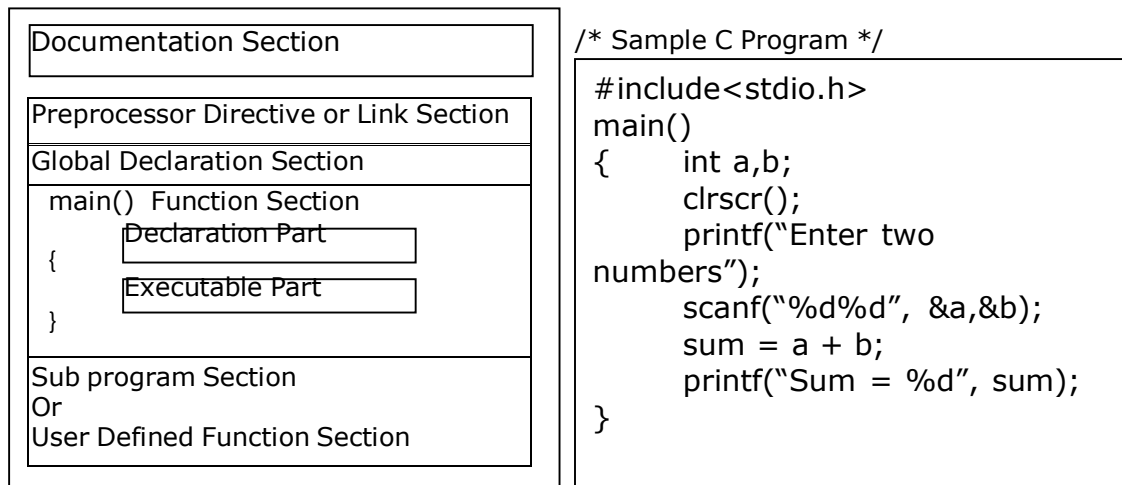 Documentation Section
Preprocessor Directive or Link Section
Global Declaration Section
main() Function Section
Declaration Part
{
Executable Part
}
Sub program Section
Or
User Defined Function Section
/* Sample C Program */
#include<stdio.h>
main()
{ int a,b;
clrscr();
printf(“Enter two
numbers”);
scanf(“%d%d”, &a,&b);
sum = a + b;
printf(“Sum = %d”, sum);
}